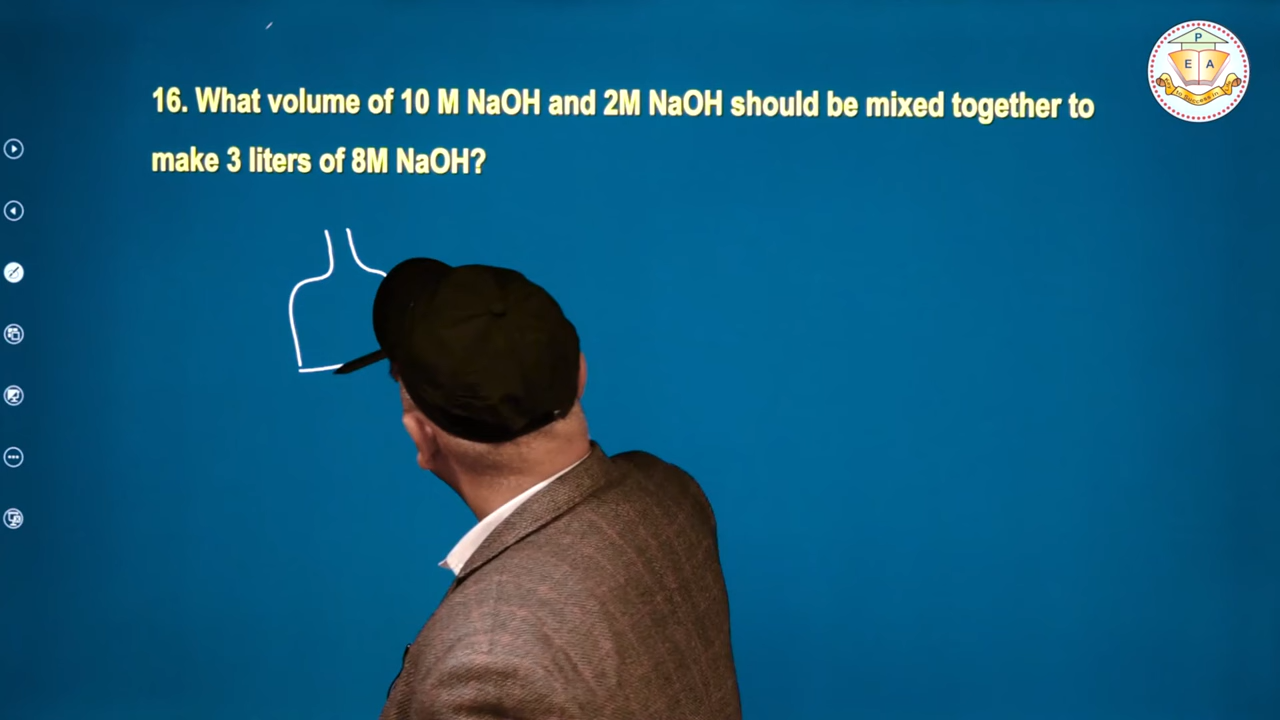 16. What volume of 10 M NaOH and 2M NaOH should be mixed together to
make 3 liters of 8M NaOH?
P
E A